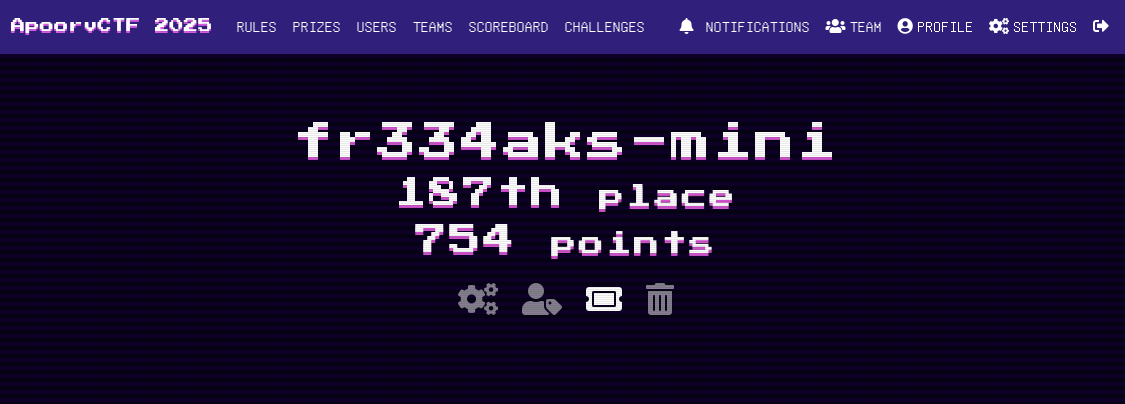 ApoorvCTF 2025 RULES PRIZES USERS TEAMS SCOREBOARD CHALLENGES NOTIFICATIONS TEAM PROFILE SETTINGS
fr334aks-mini
187th place
754 points